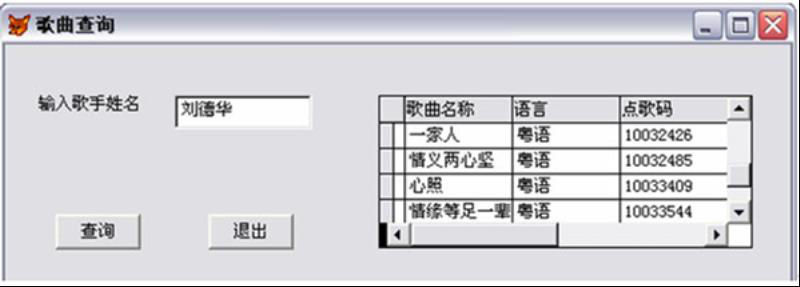 歌曲查询
输入歌手姓名 刘德华
歌曲名称 语言 点歌码
一家人 粤语 10032426
情义两心坚 粤语 10032485
心照 粤语 10033409
情缘等足一辈 粤语 10033544
查询 退出